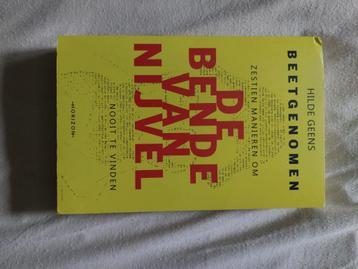 HILDE GEENS
BEETGENOMEN
ZESTIEN MANIEREN OM
DE
BENDE
VAN
NIJVEL
NOOIT TE VINDEN
HORIZON